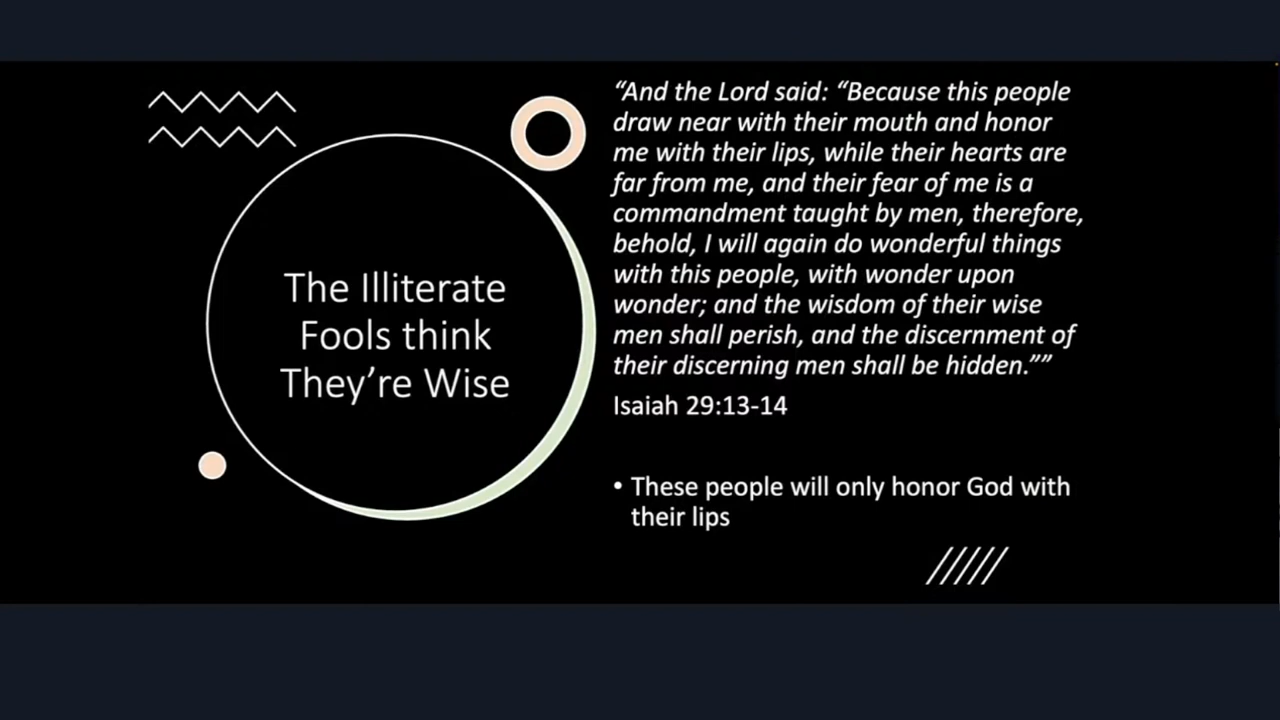 The Illiterate
Fools think
They’re Wise
“And the Lord said: “Because this people
draw near with their mouth and honor
me with their lips, while their hearts are
far from me, and their fear of me is a
commandment taught by men, therefore,
behold, I will again do wonderful things
with this people, with wonder upon
wonder; and the wisdom of their wise
men shall perish, and the discernment of
their discerning men shall be hidden.””
Isaiah 29:13-14
• These people will only honor God with
their lips